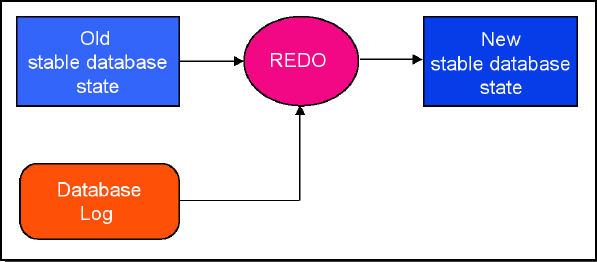 Old
stable database
state
REDO
New
stable database
state
Database
Log